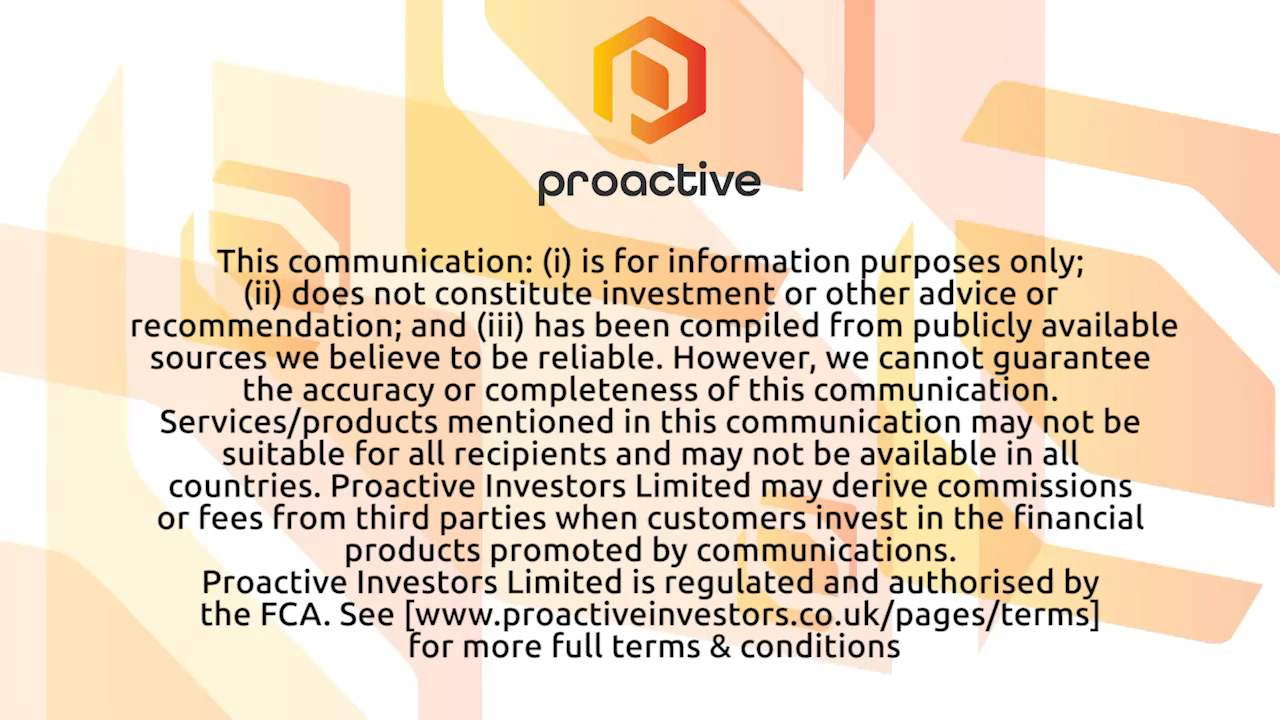 proactive
This communication: (i) is for information purposes only;
(ii) does not constitute investment or other advice or
recommendation; and (iii) has been compiled from publicly available
sources we believe to be reliable. However, we cannot guarantee
the accuracy or completeness of this communication.
Services/products mentioned in this communication may not be
suitable for all recipients and may not be available in all
countries. Proactive Investors Limited may derive commissions
or fees from third parties when customers invest in the financial
products promoted by communications.
Proactive Investors Limited is regulated and authorised by
the FCA. See [www.proactiveinvestors.co.uk/pages/terms]
for more full terms & conditions